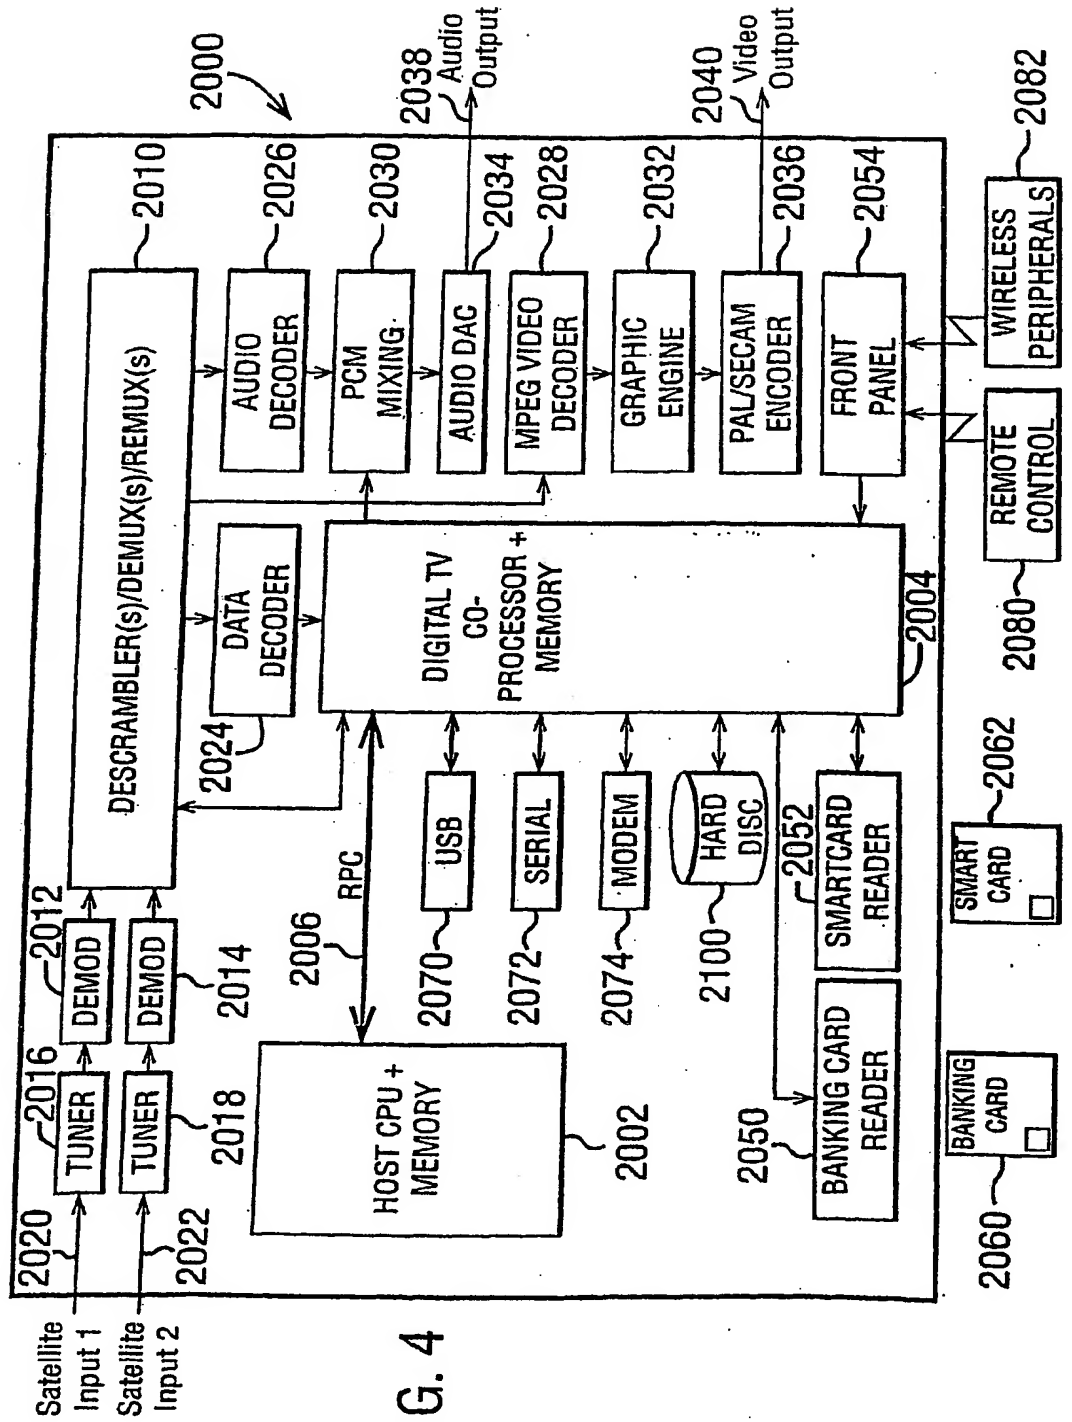 2000
Satellite
Input 1
2020
TUNER
2016
DEMOD
2012
Satellite
Input 2
2022
TUNER
2018
DEMOD
2014
DESCRAMBLER(s)/DEMUX(s)/REMUX(s)
2010
DATA
DECODER
2024
AUDIO
DECODER
2026
PCM
MIXING
2030
AUDIO DAC
2034
2038
Audio
Output
MPEG VIDEO
DECODER
2028
GRAPHIC
ENGINE
2032
PAL/SECAM
ENCODER
2036
2040
Video
Output
FRONT
PANEL
2054
HOST CPU +
MEMORY
2002
2006
RPC
DIGITAL TV
CO-
PROCESSOR +
MEMORY
2004
USB
2070
SERIAL
2072
MODEM
2074
HARD
DISC
2100
BANKING CARD
READER
2050
SMARTCARD
READER
2052
BANKING
CARD
2060
SMART
CARD
2062
REMOTE
CONTROL
2080
WIRELESS
PERIPHERALS
2082
G. 4